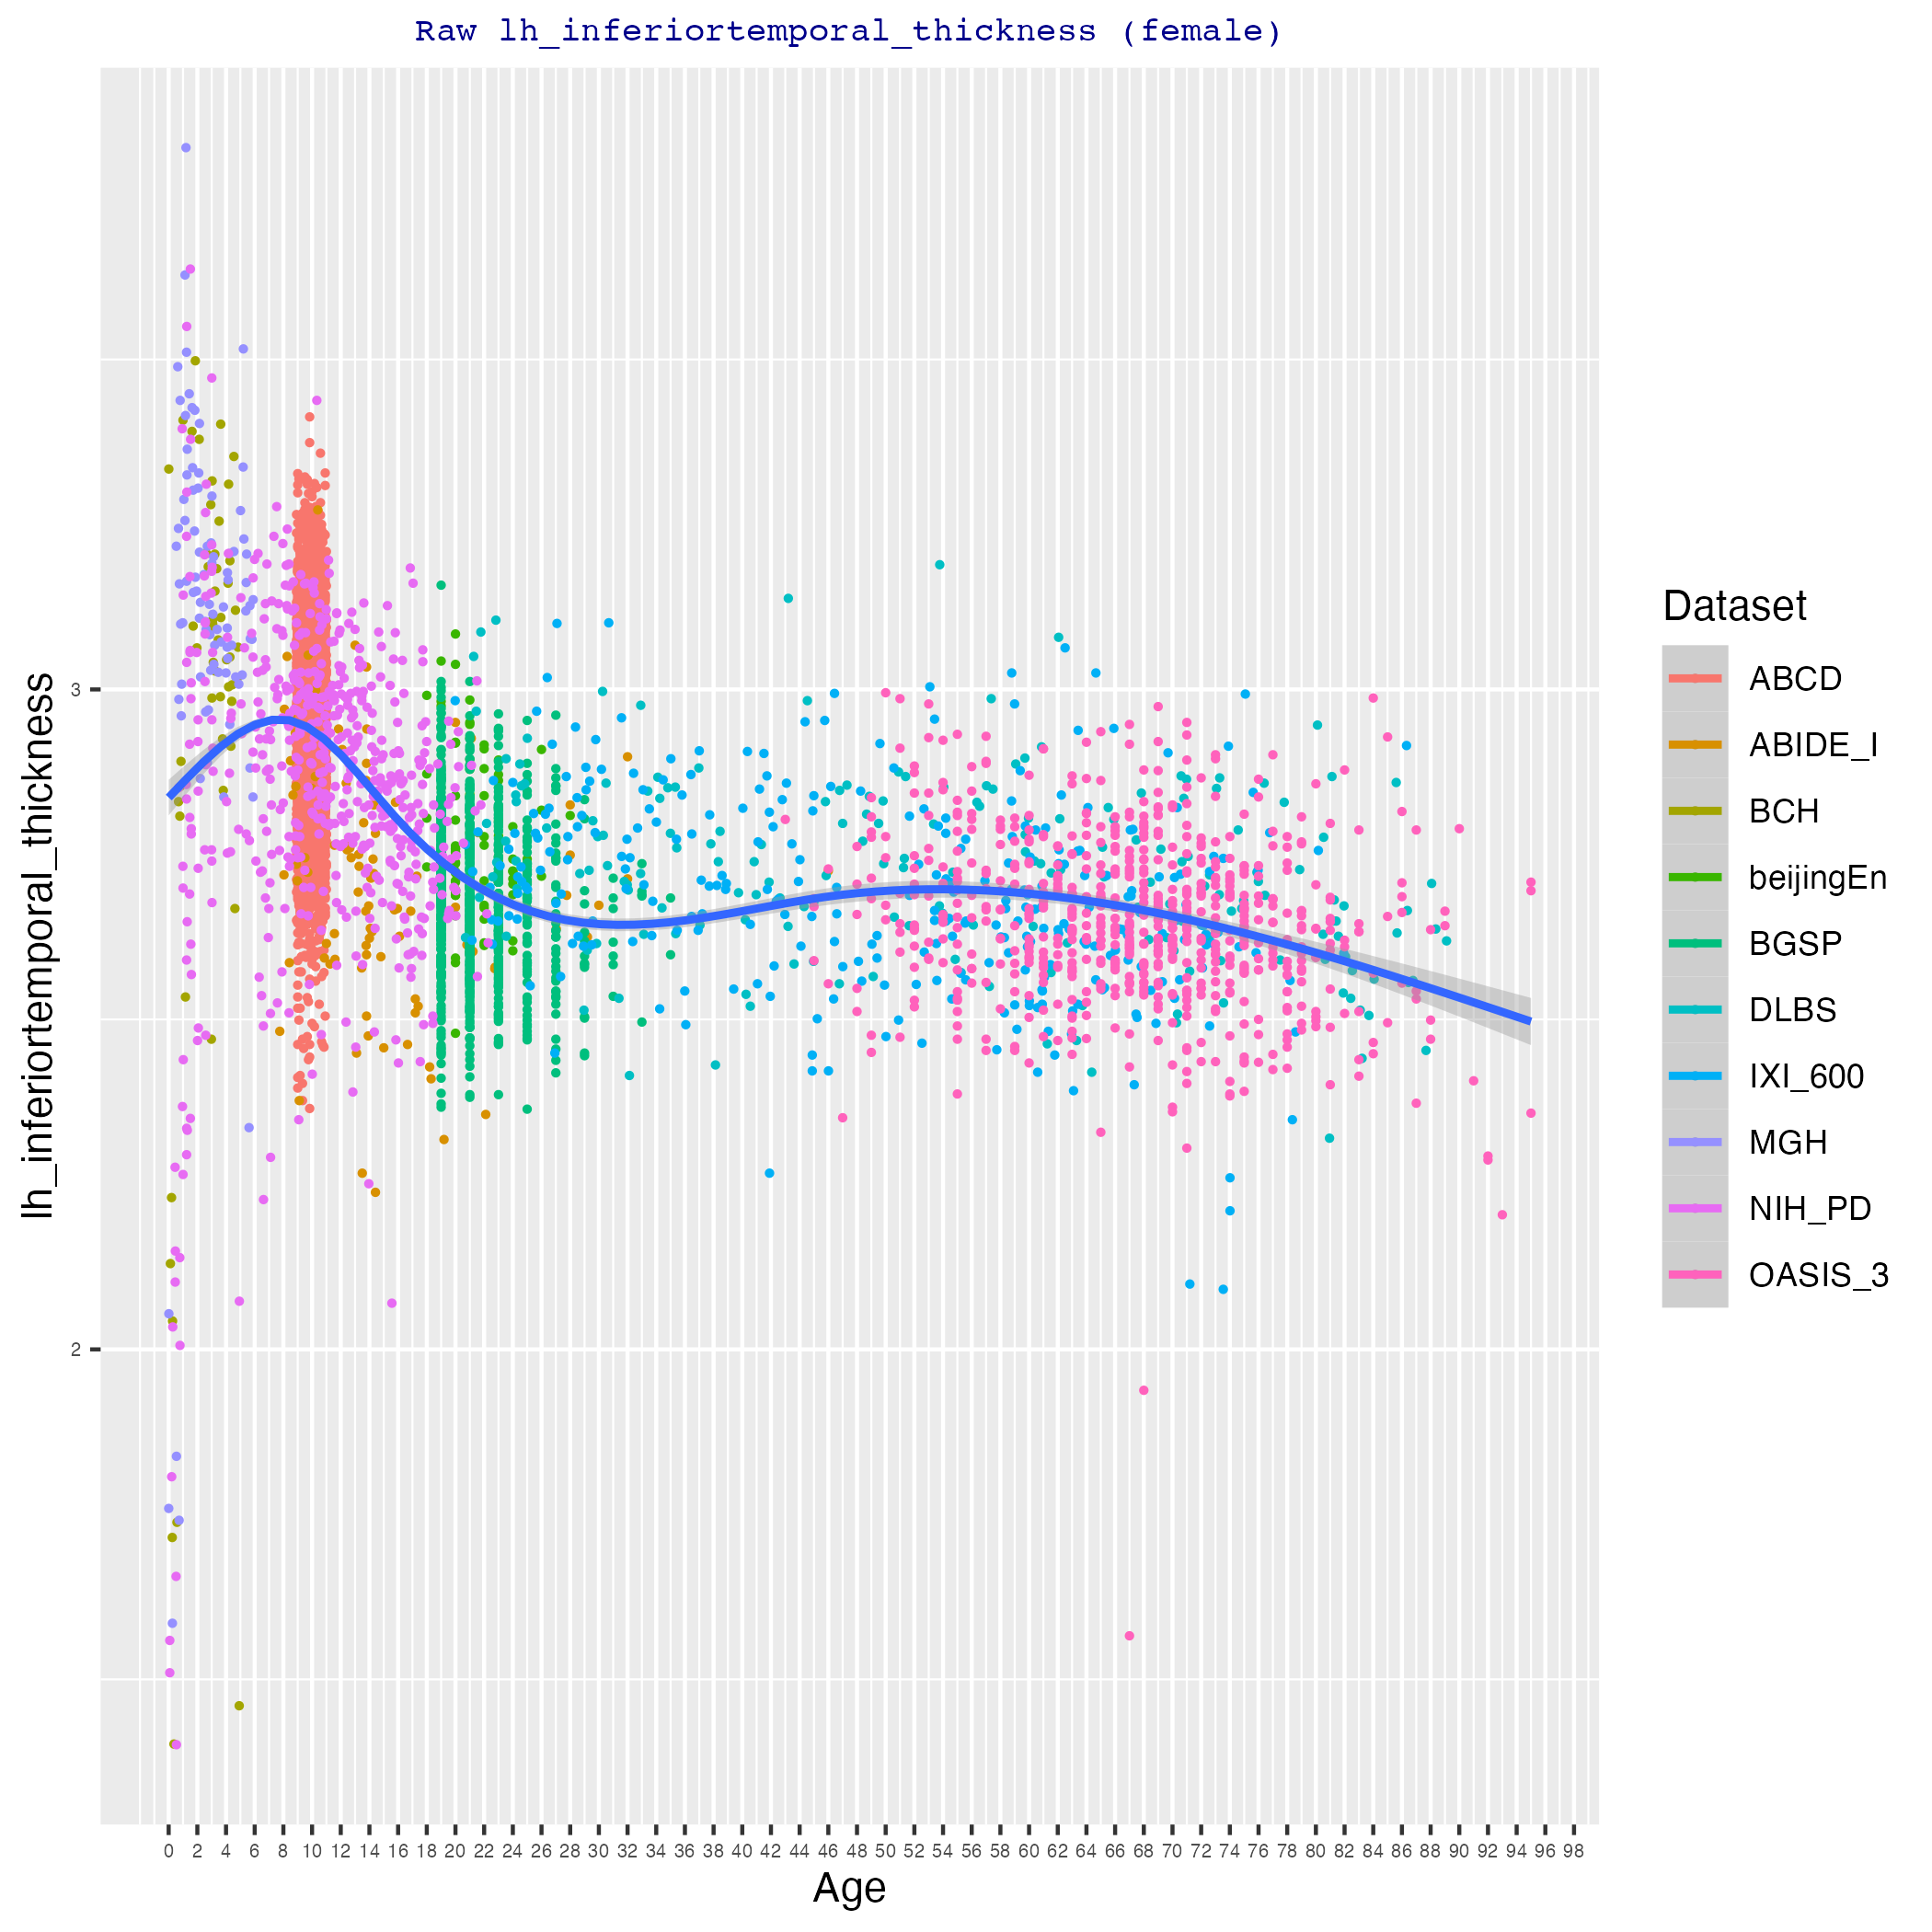 Raw lh_inferiortemporal_thickness (female)
lh_inferiortemporal_thickness
3
2
0 2 4 6 8 10 12 14 16 18 20 22 24 26 28 30 32 34 36 38 40 42 44 46 48 50 52 54 56 58 60 62 64 66 68 70 72 74 76 78 80 82 84 86 88 90 92 94 96 98
Age
Dataset
ABCD
ABIDE_I
BCH
beijingEn
BGSP
DLBS
IXI_600
MGH
NIH_PD
OASIS_3